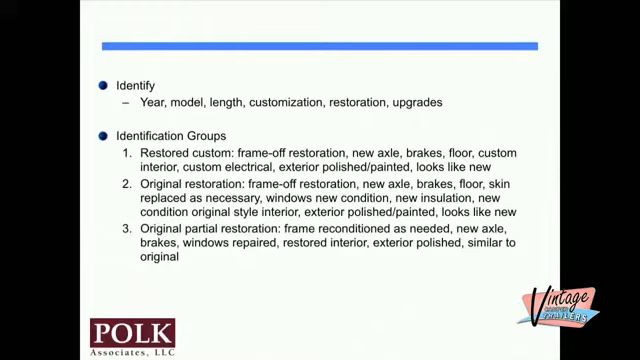 Identify
– Year, model, length, customization, restoration, upgrades
Identification Groups
1. Restored custom: frame-off restoration, new axle, brakes, floor, custom
interior, custom electrical, exterior polished/painted, looks like new
2. Original restoration: frame-off restoration, new axle, brakes, floor, skin
replaced as necessary, windows new condition, new insulation, new
condition original style interior, exterior polished/painted, looks like new
3. Original partial restoration: frame reconditioned as needed, new axle,
brakes, windows repaired, restored interior, exterior polished, similar to
original
POLK
Associates, LLC
Vintage
TRAILERS